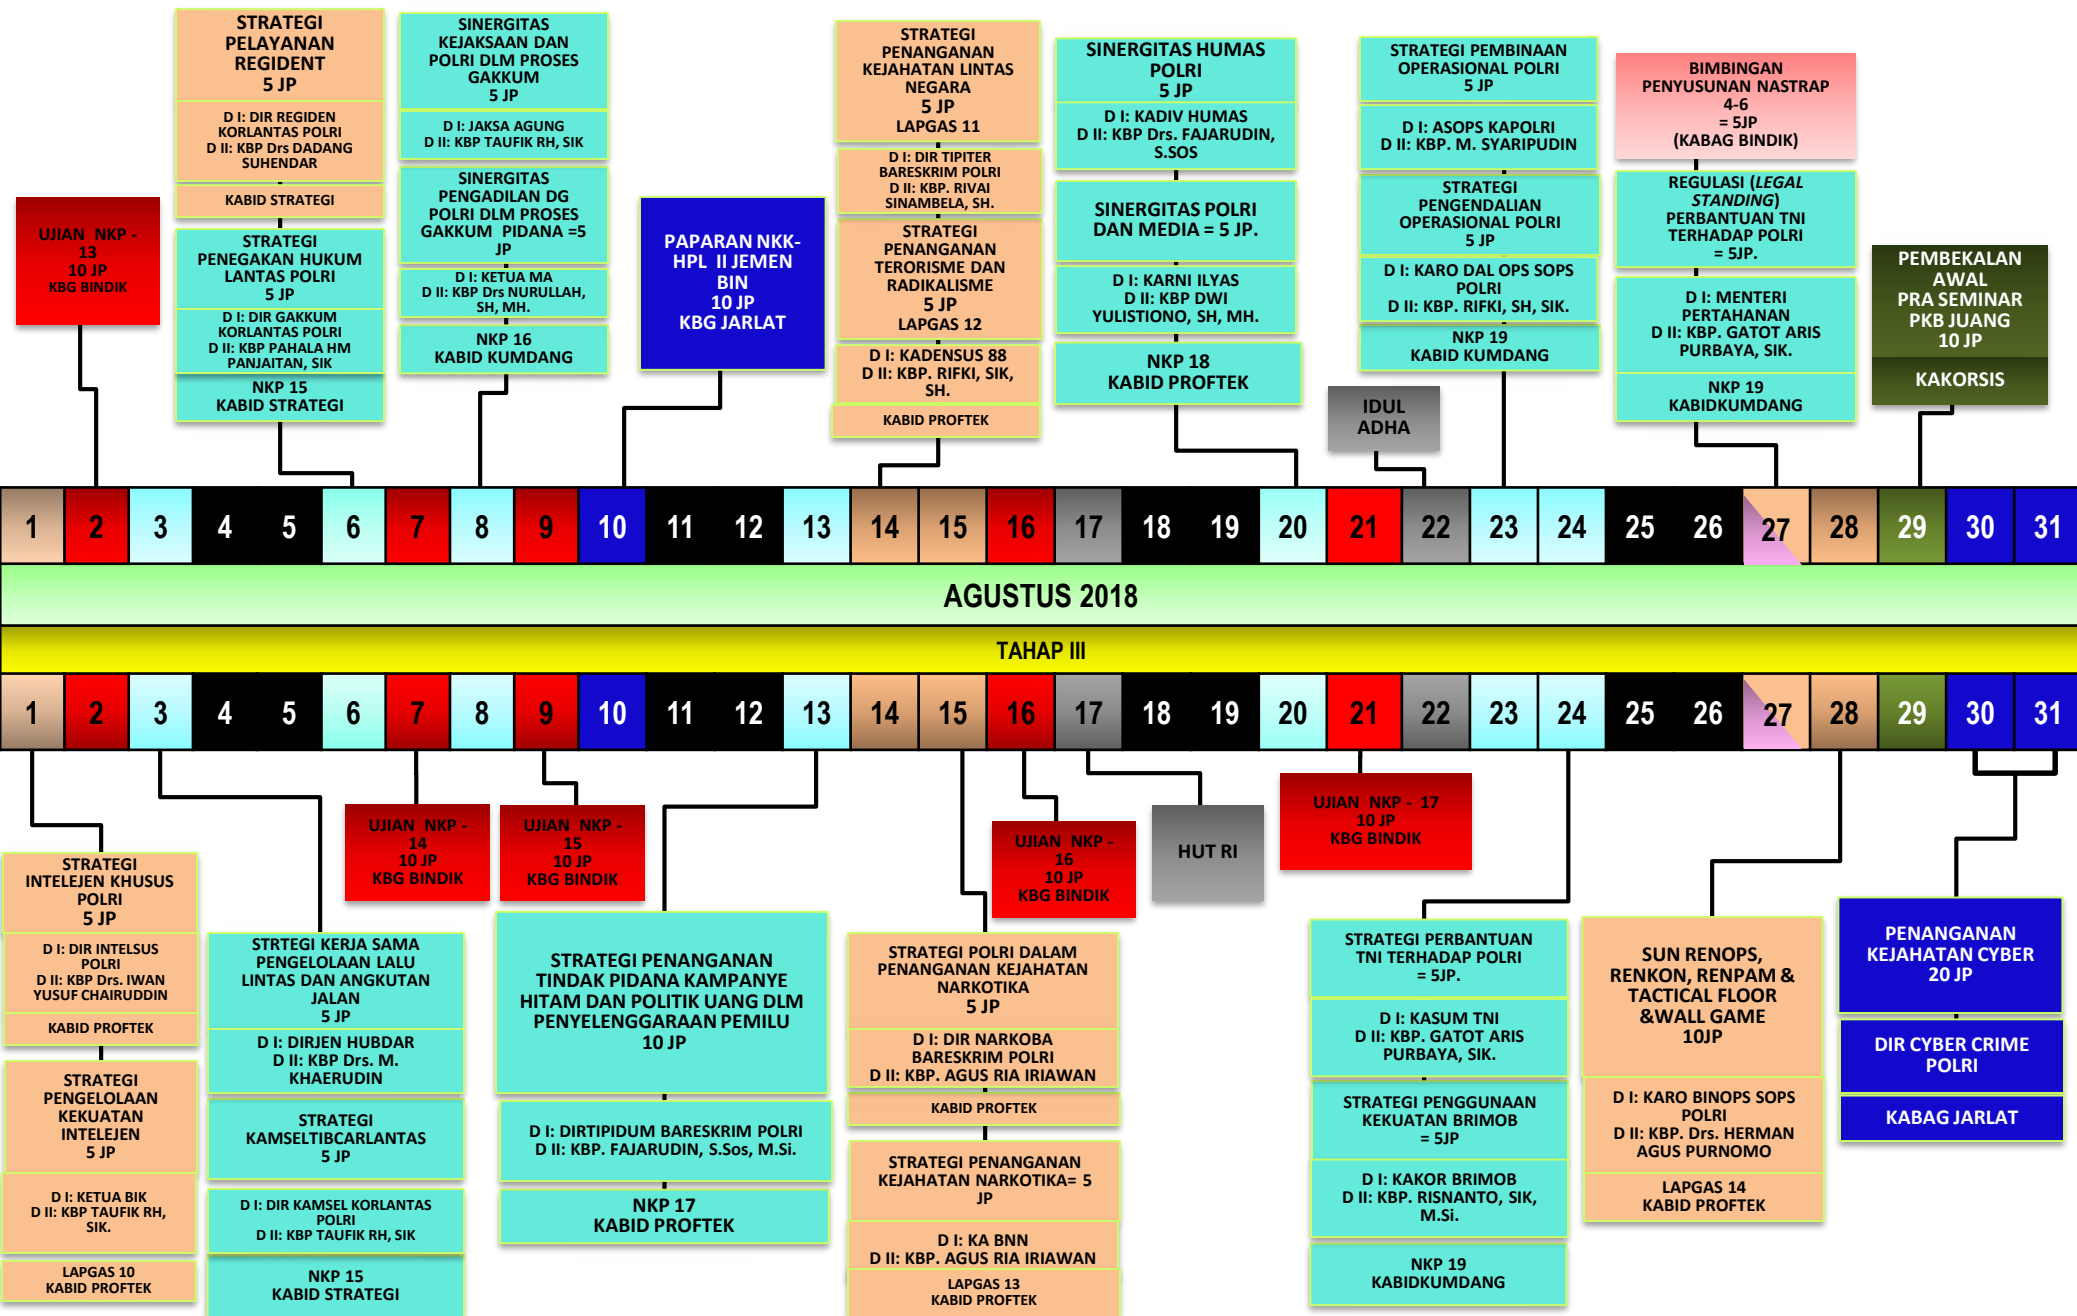 STRATEGI
PELAYANAN
REGIDENT
5 JP
D I: DIR REGIDEN
KORLANTAS POLRI
D II: KBP Drs DADANG
SUHENDAR
KABID STRATEGI
STRATEGI
PENEGAKAN HUKUM
LANTAS POLRI
5 JP
D I: DIR GAKKUM
KORLANTAS POLRI
D II: KBP PAHALA HM
PANJAITAN, SIK
NKP 15
KABID STRATEGI
SINERGITAS
KEJAKSAAN DAN
POLRI DLM PROSES
GAKKUM
5 JP
D I: JAKSA AGUNG
D II: KBP TAUFIK RH, SIK
SINERGITAS
PENGADILAN DG
POLRI DLM PROSES
GAKKUM PIDANA =5
JP
D I: KETUA MA
D II: KBP Drs NURULLAH,
SH, MH.
NKP 16
KABID KUMDANG
UJIAN NKP -
13
10 JP
KBG BINDIK
PAPARAN NKK-
HPL II JEMEN
BIN
10 JP
KBG JARLAT
STRATEGI
PENANGANAN
KEJAHATAN LINTAS
NEGARA
5 JP
LAPGAS 11
D I: DIR TIPITER
BARESKRIM POLRI
D II: KBP. RIVAI
SINAMBELA, SH.
STRATEGI
PENANGANAN
TERORISME DAN
RADIKALISME
5 JP
LAPGAS 12
D I: KADENSUS 88
D II: KBP. RIFKI, SIK,
SH.
KABID PROFTEK
SINERGITAS HUMAS
POLRI
5 JP
D I: KADIV HUMAS
D II: KBP Drs. FAJARUDIN,
S.SOS
SINERGITAS POLRI
DAN MEDIA = 5 JP.
D I: KARNI ILYAS
D II: KBP DWI
YULISTIONO, SH, MH.
NKP 18
KABID PROFTEK
IDUL
ADHA
STRATEGI PEMBINAAN
OPERASIONAL POLRI
5 JP
D I: ASOPS KAPOLRI
D II: KBP. M. SYARIPUDIN
STRATEGI
PENGENDALIAN
OPERASIONAL POLRI
5 JP
D I: KARO DAL OPS SOPS
POLRI
D II: KBP. RIFKI, SH, SIK.
NKP 19
KABID KUMDANG
BIMBINGAN
PENYUSUNAN NASTRAP
4-6
= 5JP
(KABAG BINDIK)
REGULASI (LEGAL
STANDING)
PERBANTUAN TNI
TERHADAP POLRI
= 5JP.
D I: MENTERI
PERTAHANAN
D II: KBP. GATOT ARIS
PURBAYA, SIK.
NKP 19
KABIDKUMDANG
PEMBEKALAN
AWAL
PRA SEMINAR
PKB JUANG
10 JP
KAKORSIS
1 2 3 4 5 6 7 8 9 10 11 12 13 14 15 16 17 18 19 20 21 22 23 24 25 26 27 28 29 30 31
AGUSTUS 2018
TAHAP III
1 2 3 4 5 6 7 8 9 10 11 12 13 14 15 16 17 18 19 20 21 22 23 24 25 26 27 28 29 30 31
STRATEGI
INTELEJEN KHUSUS
POLRI
5 JP
D I: DIR INTELSUS
POLRI
D II: KBP Drs. IWAN
YUSUF CHAIRUDDIN
KABID PROFTEK
STRATEGI
PENGELOLAAN
KEKUATAN
INTELEJEN
5 JP
D I: KETUA BIK
D II: KBP TAUFIK RH,
SIK.
LAPGAS 10
KABID PROFTEK
STRTEGI KERJA SAMA
PENGELOLAAN LALU
LINTAS DAN ANGKUTAN
JALAN
5 JP
D I: DIRJEN HUBDAR
D II: KBP Drs. M.
KHAERUDIN
STRATEGI
KAMSELTIBCARLANTAS
5 JP
D I: DIR KAMSEL KORLANTAS
POLRI
D II: KBP TAUFIK RH, SIK
NKP 15
KABID STRATEGI
UJIAN NKP -
14
10 JP
KBG BINDIK
UJIAN NKP -
15
10 JP
KBG BINDIK
STRATEGI PENANGANAN
TINDAK PIDANA KAMPANYE
HITAM DAN POLITIK UANG DLM
PENYELENGGARAAN PEMILU
10 JP
D I: DIRTIPIDUM BARESKRIM POLRI
D II: KBP. FAJARUDIN, S.Sos, M.Si.
NKP 17
KABID PROFTEK
STRATEGI POLRI DALAM
PENANGANAN KEJAHATAN
NARKOTIKA
5 JP
D I: DIR NARKOBA
BARESKRIM POLRI
D II: KBP. AGUS RIA IRIAWAN
KABID PROFTEK
STRATEGI PENANGANAN
KEJAHATAN NARKOTIKA= 5
JP
D I: KA BNN
D II: KBP. AGUS RIA IRIAWAN
LAPGAS 13
KABID PROFTEK
UJIAN NKP -
16
10 JP
KBG BINDIK
HUT RI
UJIAN NKP - 17
10 JP
KBG BINDIK
STRATEGI PERBANTUAN
TNI TERHADAP POLRI
= 5JP.
D I: KASUM TNI
D II: KBP. GATOT ARIS
PURBAYA, SIK.
STRATEGI PENGGUNAAN
KEKUATAN BRIMOB
= 5JP
D I: KAKOR BRIMOB
D II: KBP. RISNANTO, SIK,
M.Si.
NKP 19
KABIDKUMDANG
SUN RENOPS,
RENKON, RENPAM &
TACTICAL FLOOR
&WALL GAME
10JP
D I: KARO BINOPS SOPS
POLRI
D II: KBP. Drs. HERMAN
AGUS PURNOMO
LAPGAS 14
KABID PROFTEK
PENANGANAN
KEJAHATAN CYBER
20 JP
DIR CYBER CRIME
POLRI
KABAG JARLAT